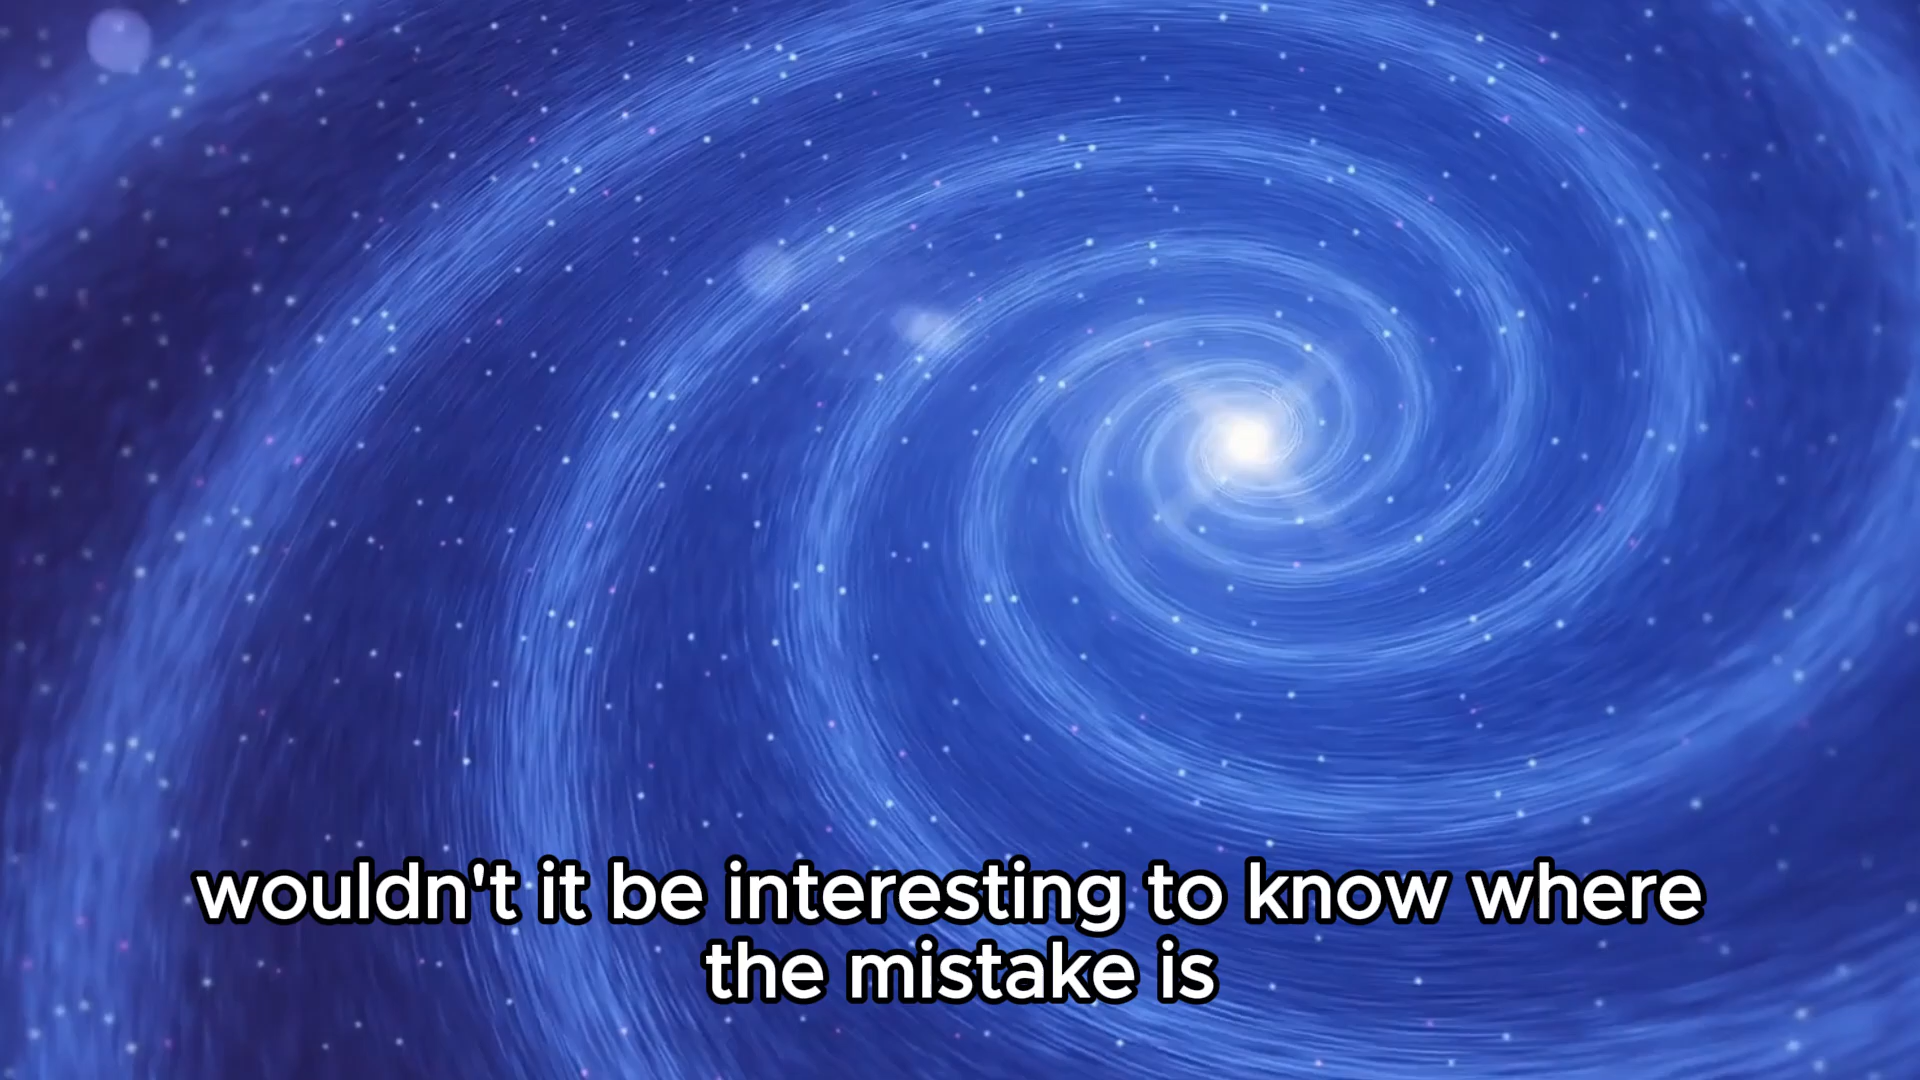 wouldn't it be interesting to know where
the mistake is